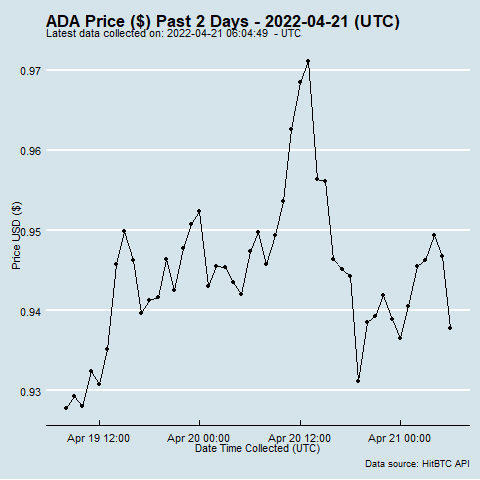 ADA Price ($) Past 2 Days - 2022-04-21 (UTC)
Latest data collected on: 2022-04-21 06:04:49  - UTC
0.97
0.96
0.95
0.94
0.93
Price USD ($)
Apr 19 12:00
Apr 20 00:00
Apr 20 12:00
Apr 21 00:00
Date Time Collected (UTC)
Data source: HitBTC API